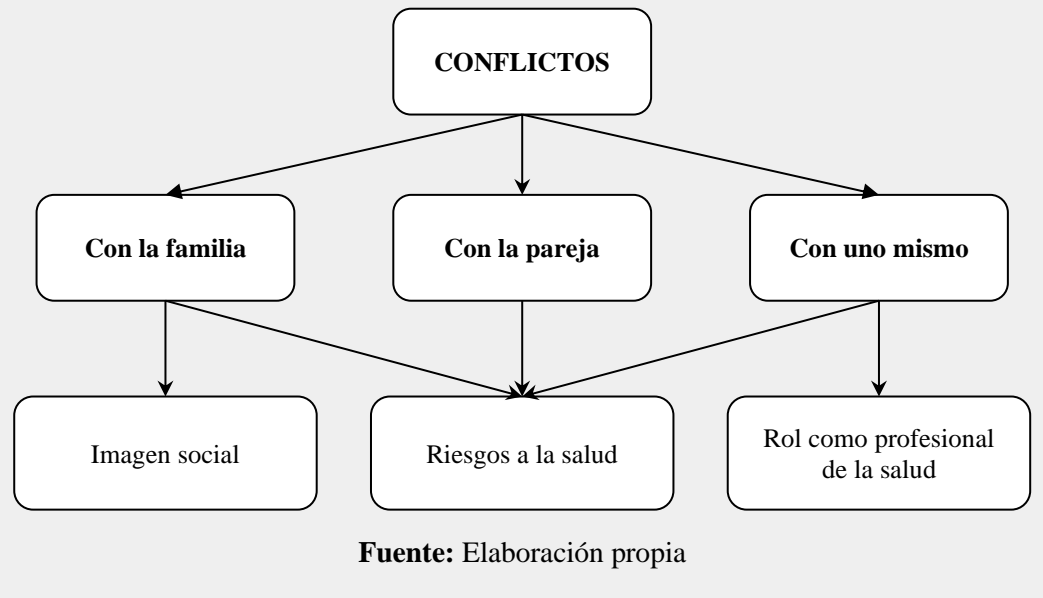 CONFLICTOS
Con la familia
Con la pareja
Con uno mismo
Imagen social
Riesgos a la salud
Rol como profesional
de la salud
Fuente: Elaboración propia